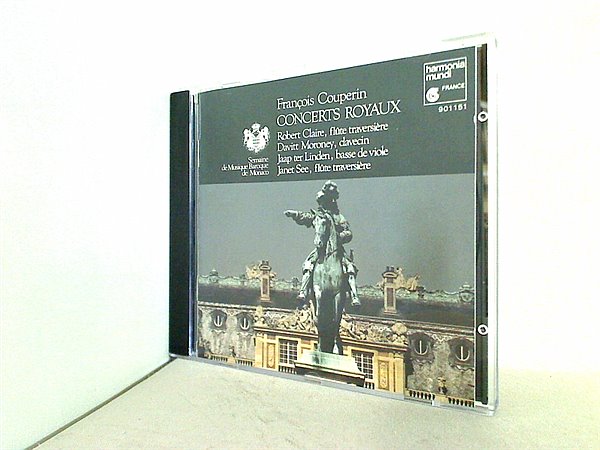 François Couperin
CONCERTS ROYAUX
Robert Claire, flûte traversière
Davitt Moroney, clavecin
Jaap ter Linden, basse de viole
Janet See, flûte traversière
Semaine
de Musique Baroque
de Monaco
harmonia
mundi
FRANCE
901151